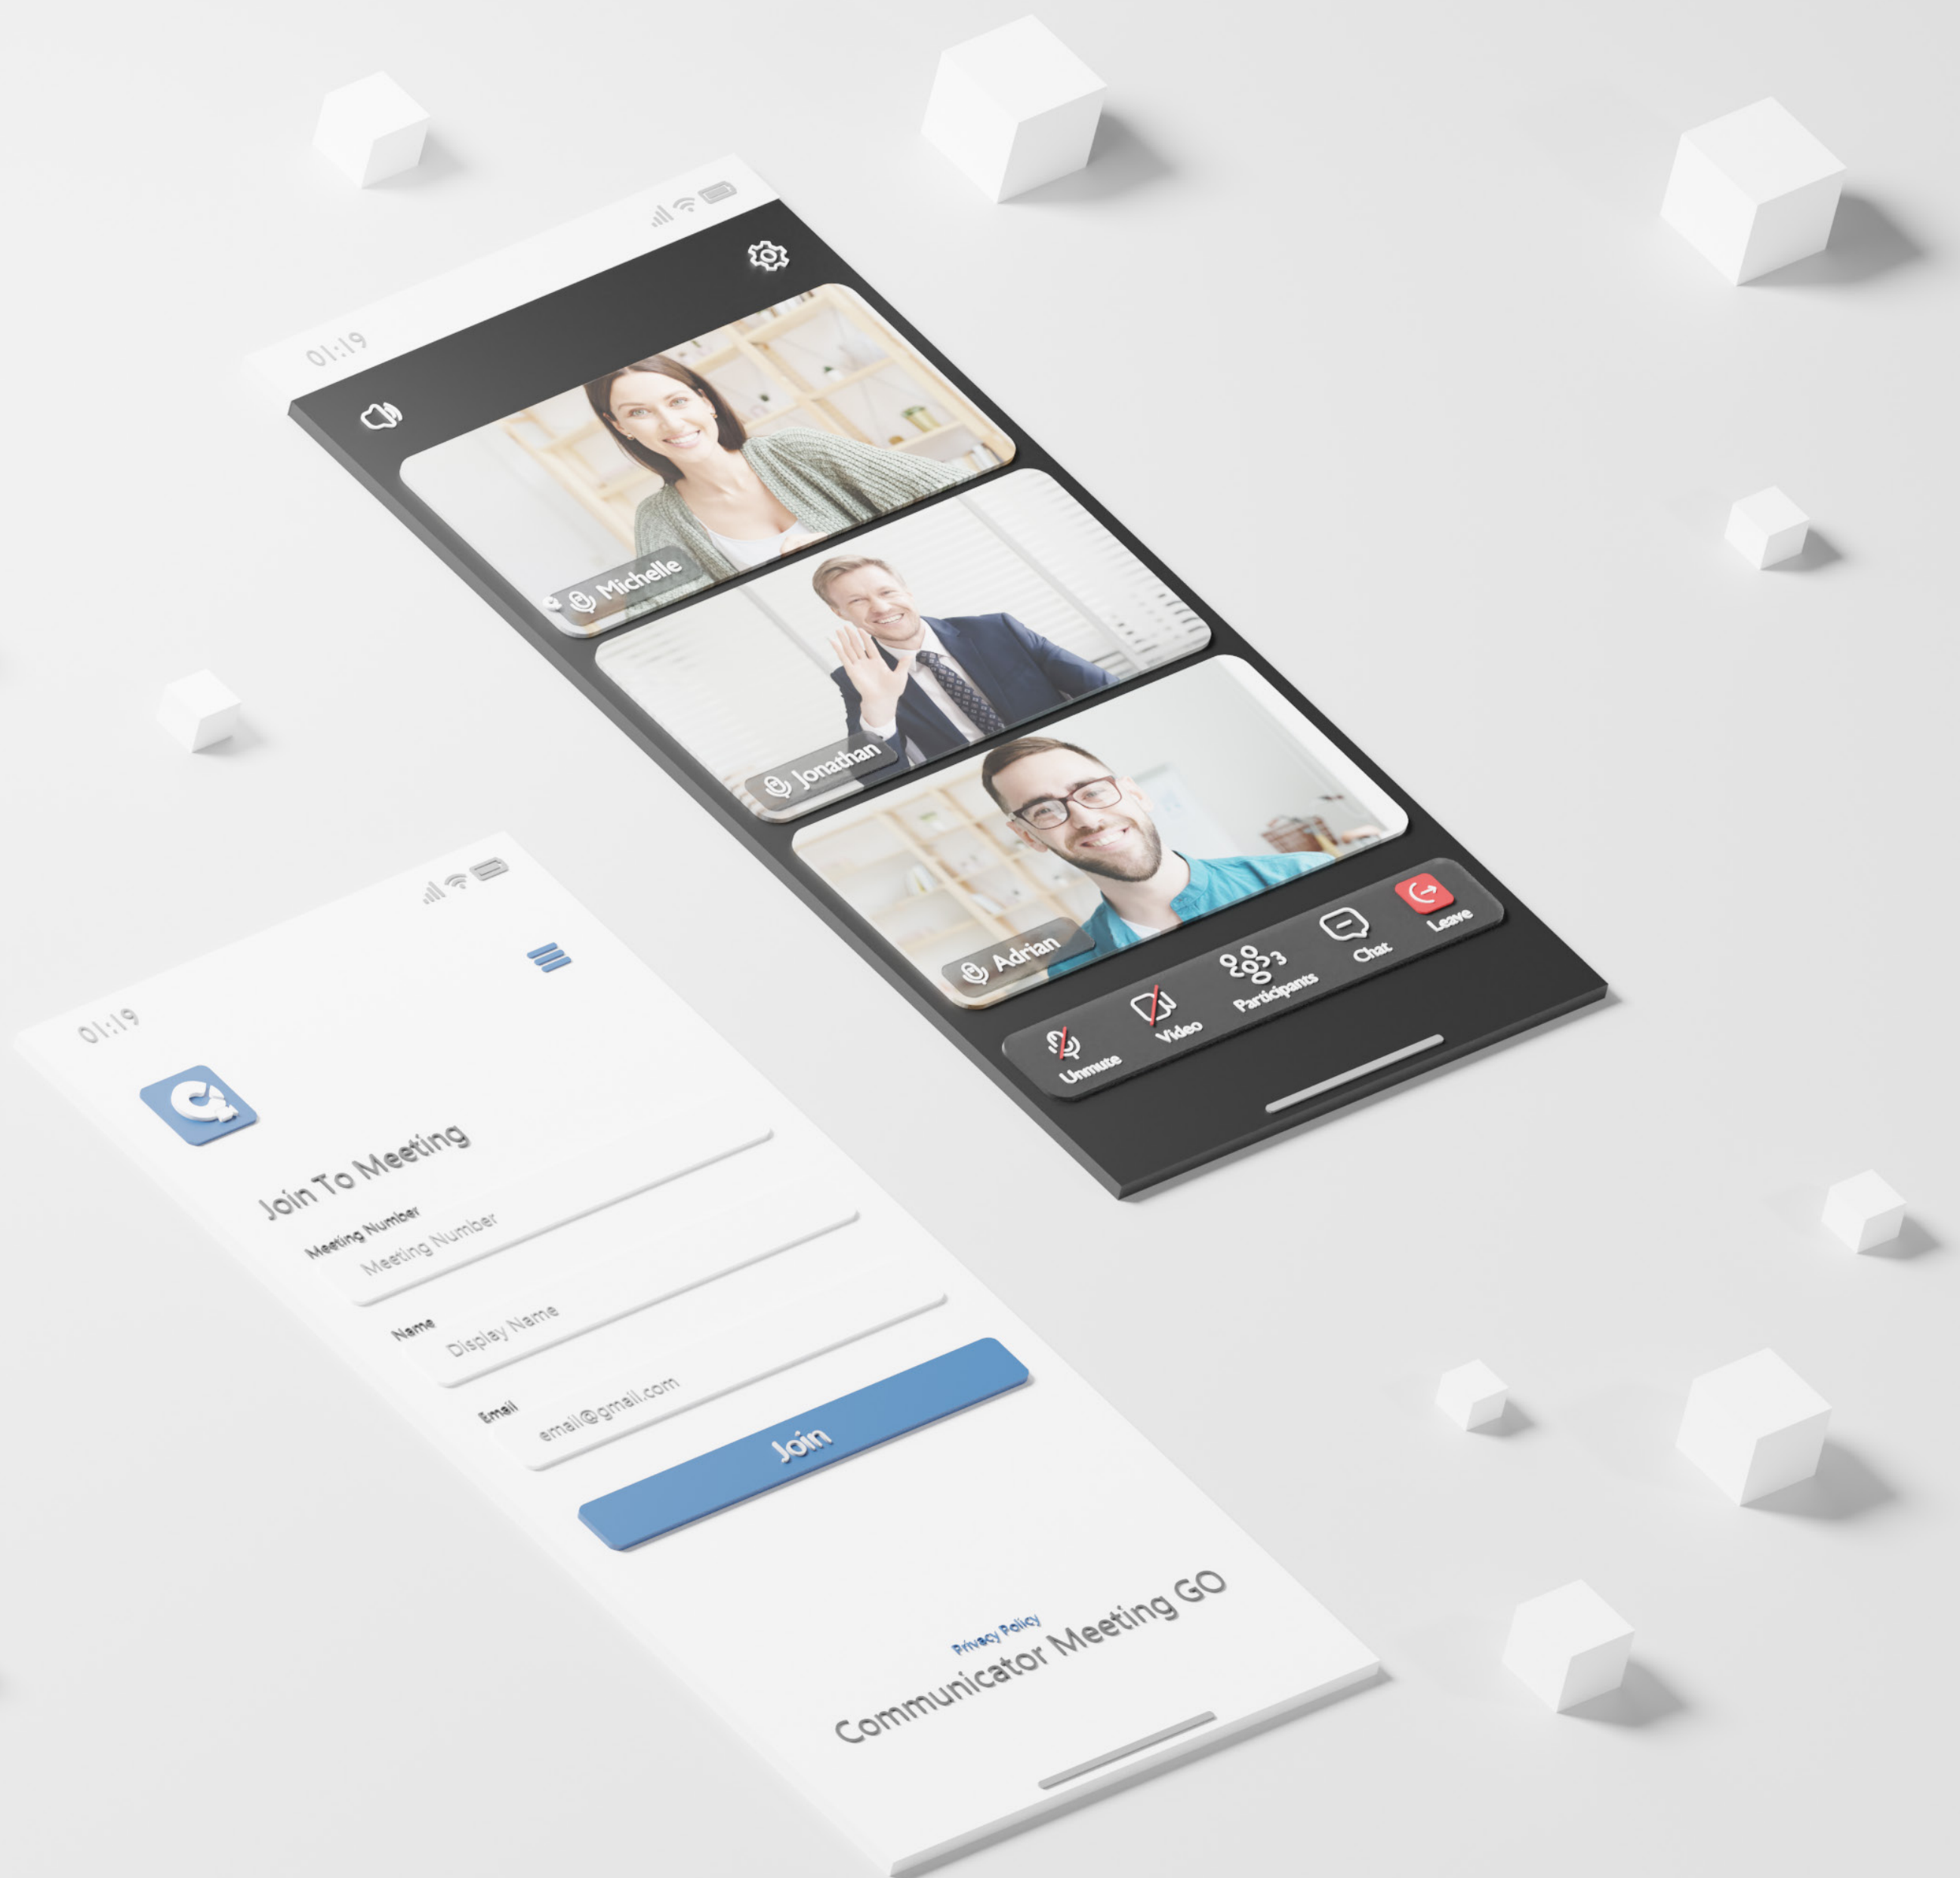 01:19
Michelle
Jonathan
Adrian
Unmute
Video
Participants
3
Chat
Leave
01:19
Join To Meeting
Meeting Number
Meeting Number
Name
Display Name
Email
email@gmail.com
Join
Privacy Policy
Communicator Meeting GO